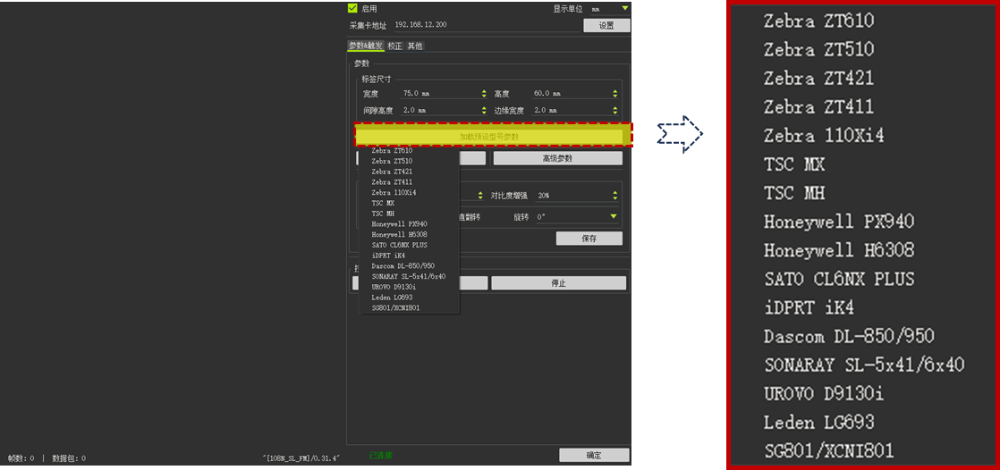 启用 显示单位 mm
采集卡地址 192.168.12.200 设置
参数&触发 校正 其他
参数
标签尺寸
宽度 75.0 mm 高度 60.0 mm
间隙高度 2.0 mm 边缘宽度 2.0 mm
加载预设型号参数
高级参数
Zebra ZT610
Zebra ZT510
Zebra ZT421
Zebra ZT411
Zebra 110Xi4
TSC MX
TSC MH
Honeywell PX940
Honeywell H6308
SATO CL6NX PLUS
iDPRT iK4
Dascom DL-850/950
SONARAY SL-5x41/6x40
UROVO D9130i
Leden LG693
SG801/XCNI801
对比度增强 20%
直翻转 旋转 0°
保存
停止
帧数: 0 | 数据包: 0 "[108N_SL_FM]/0.31.4" 已连接 确定
Zebra ZT610
Zebra ZT510
Zebra ZT421
Zebra ZT411
Zebra 110Xi4
TSC MX
TSC MH
Honeywell PX940
Honeywell H6308
SATO CL6NX PLUS
iDPRT iK4
Dascom DL-850/950
SONARAY SL-5x41/6x40
UROVO D9130i
Leden LG693
SG801/XCNI801